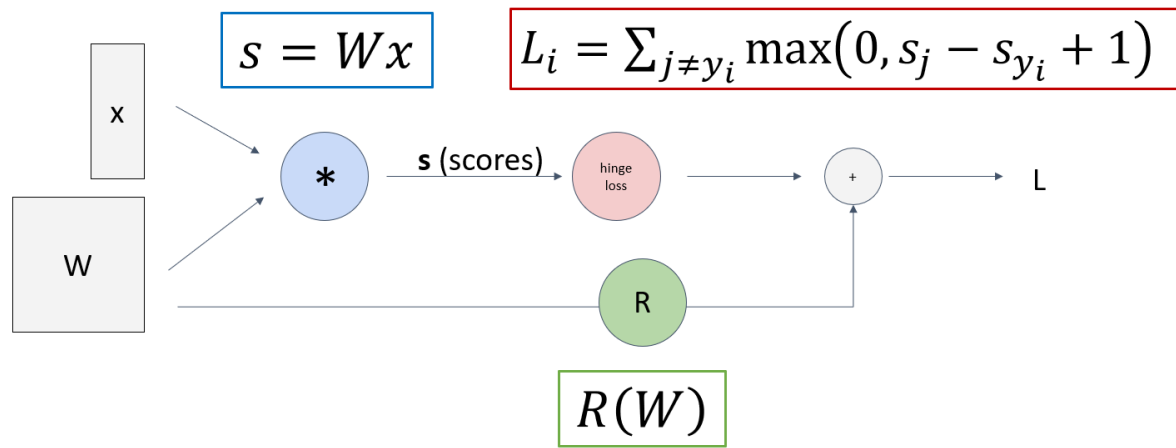 s = Wx
L_i = ∑_{j≠y_i} max(0, s_j − s_{y_i} + 1)
x
*
s (scores)
hinge
loss
+
L
W
R
R(W)